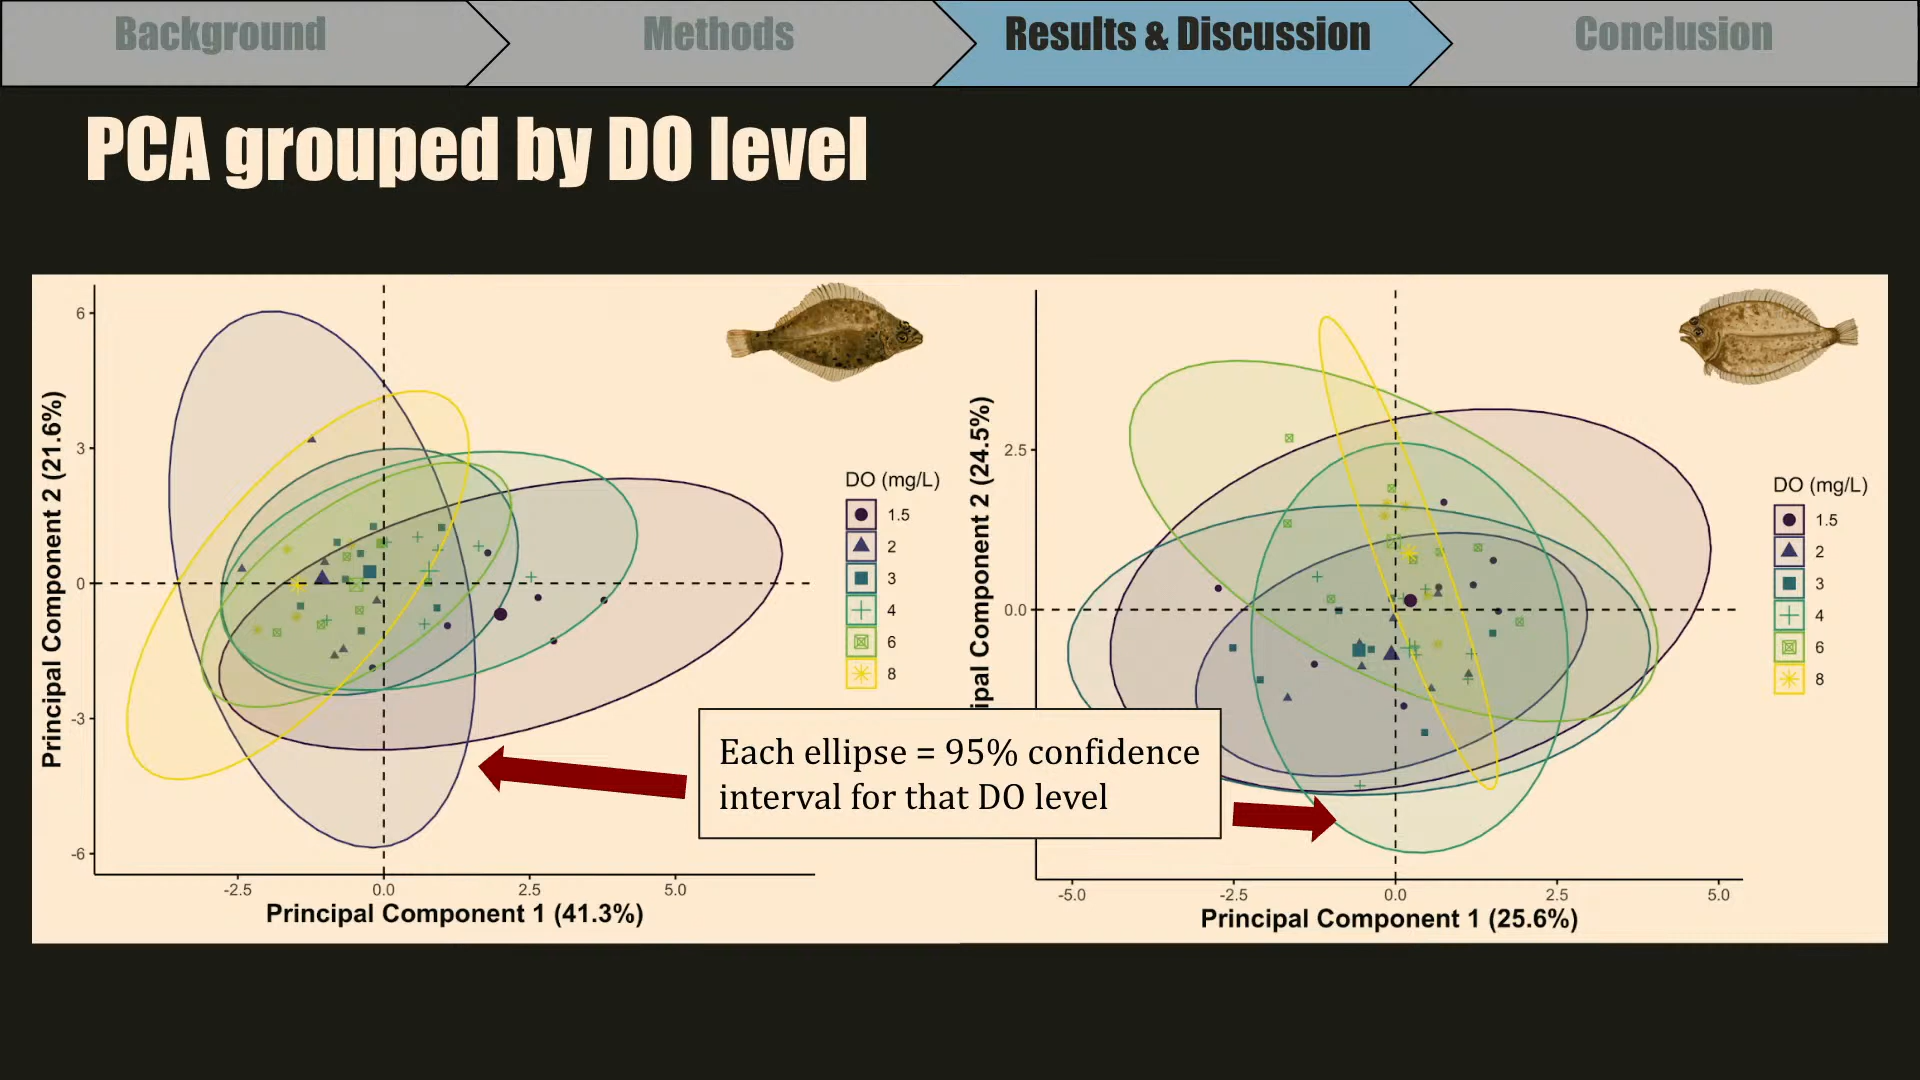 Background
Methods
Results & Discussion
Conclusion
PCA grouped by DO level
6
3
0
-3
-6
Principal Component 2 (21.6%)
-2.5
0.0
2.5
5.0
Principal Component 1 (41.3%)
DO (mg/L)
1.5
2
3
4
6
8
Each ellipse = 95% confidence
interval for that DO level
2.5
0.0
ipal Component 2 (24.5%)
-5.0
-2.5
0.0
2.5
5.0
Principal Component 1 (25.6%)
DO (mg/L)
1.5
2
3
4
6
8